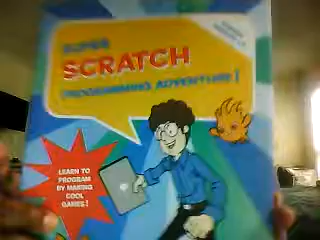 SUPER
SCRATCH
PROGRAMMING ADVENTURE!
LEARN TO
PROGRAM
BY MAKING
COOL
GAMES!